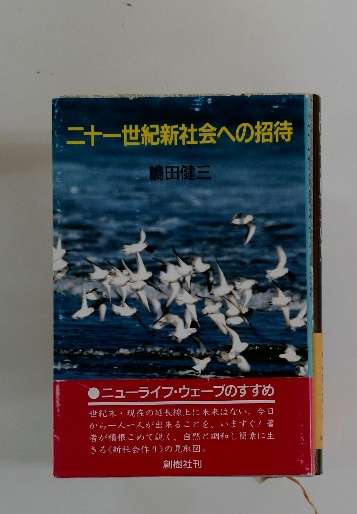 二十一世紀新社会への招待
嶋田健三
●ニューライフ・ウェーブのすすめ
世紀末・現在の延長線上に未来はない。今日
から一人一人が出来ることを、いますぐ！著
者が情熱こめて説く、自然と調和し簡素に生
きる《新社会作り》の見取図。
創樹社刊